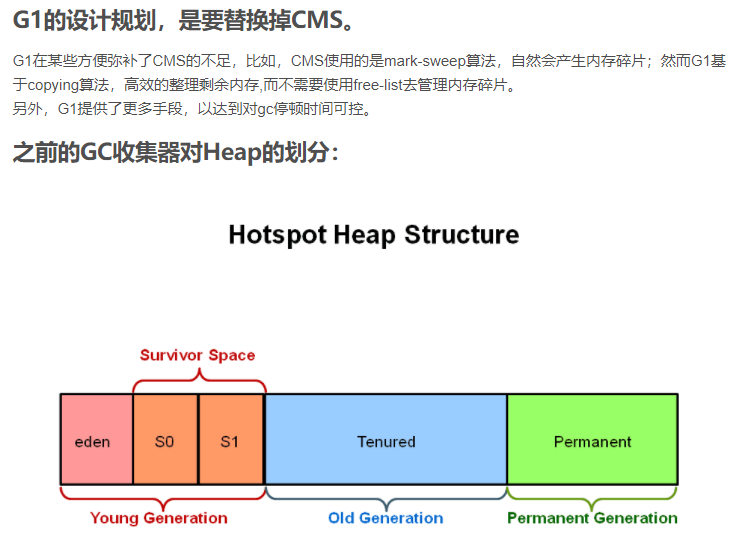 G1的设计规划，是要替换掉CMS。
G1在某些方便弥补了CMS的不足，比如，CMS使用的是mark-sweep算法，自然会产生内存碎片；然而G1基
于copying算法，高效的整理剩余内存,而不需要使用free-list去管理内存碎片。
另外，G1提供了更多手段，以达到对gc停顿时间可控。
之前的GC收集器对Heap的划分：
Hotspot Heap Structure
Survivor Space
eden S0 S1 Tenured Permanent
Young Generation Old Generation Permanent Generation